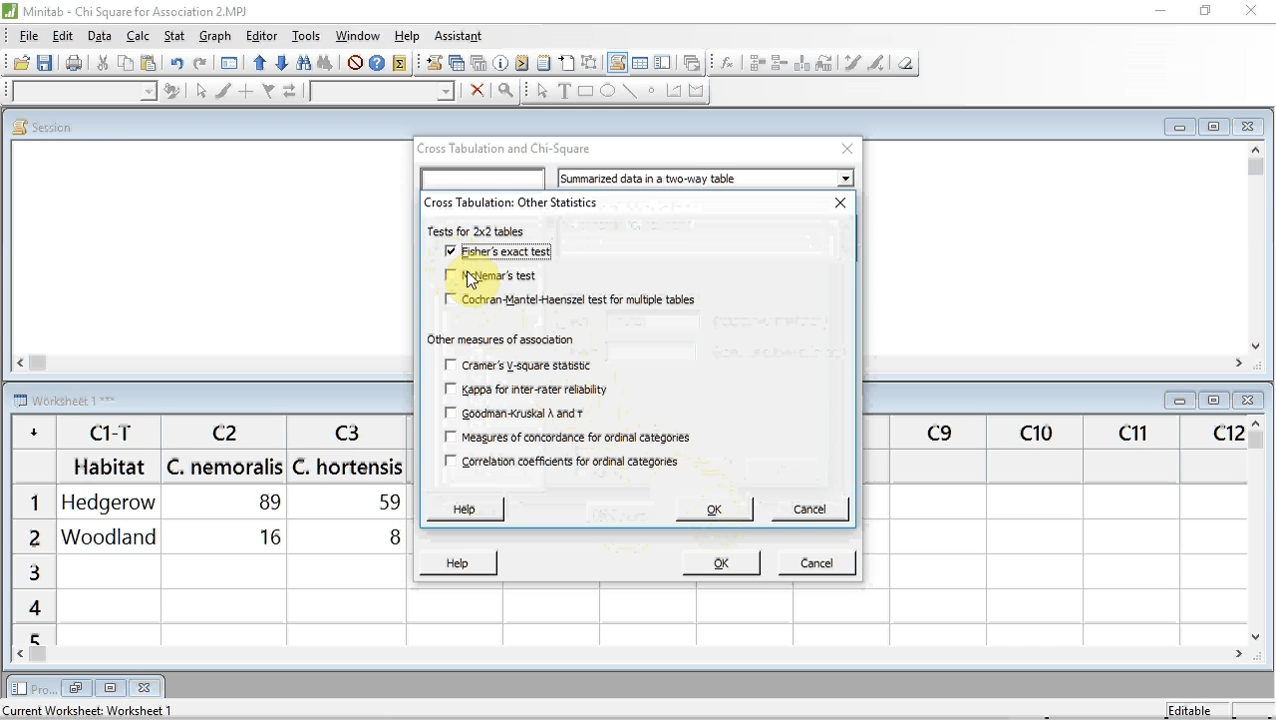 Minitab - Chi Square for Association 2.MPJ
File Edit Data Calc Stat Graph Editor Tools Window Help Assistant
Session
Cross Tabulation and Chi-Square
Summarized data in a two-way table
Cross Tabulation: Other Statistics
Tests for 2x2 tables
Fisher's exact test
McNemar's test
Cochran-Mantel-Haenszel test for multiple tables
Other measures of association
Cramer's V-square statistic
Kappa for inter-rater reliability
Goodman-Kruskal λ and τ
Measures of concordance for ordinal categories
Correlation coefficients for ordinal categories
Help OK Cancel
Help OK Cancel
Worksheet 1 ***
C1-T C2 C3 C9 C10 C11 C12
Habitat C. nemoralis C. hortensis
1 Hedgerow 89 59
2 Woodland 16 8
3
4
5
Pro...
Current Worksheet: Worksheet 1 Editable